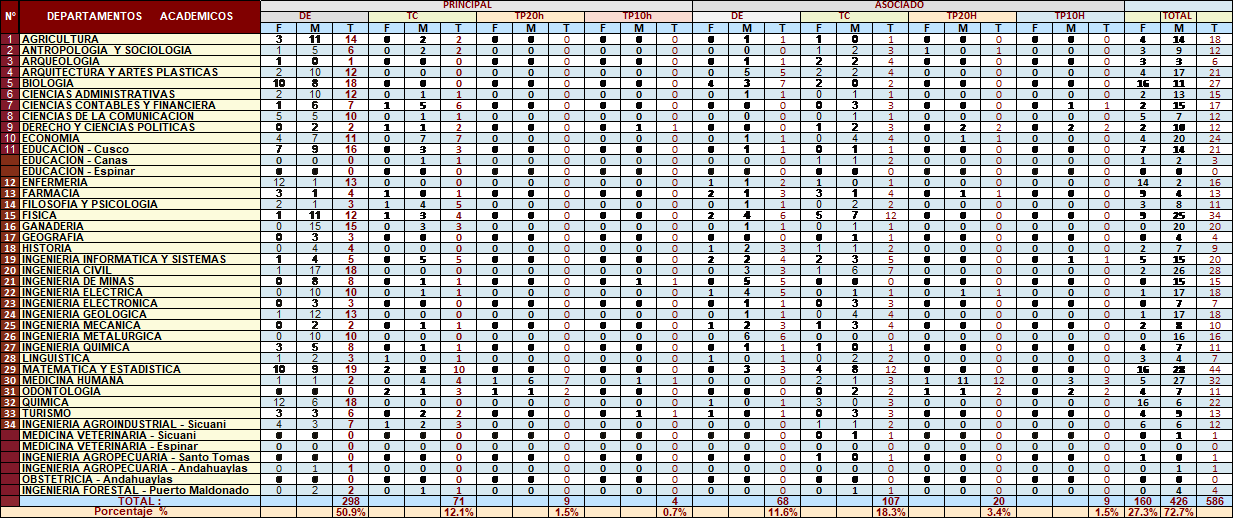 PRINCIPAL ASOCIADO
Nº DEPARTAMENTOS ACADEMICOS DE TC TP20h TP10h DE TC TP20H TP10H TOTAL
F M T F M T F M T F M T F M T F M T F M T F M T F M T
1 AGRICULTURA 3 11 14 0 2 2 0 0 0 0 0 0 0 1 1 1 0 1 0 0 0 0 0 0 4 14 18
2 ANTROPOLOGIA Y SOCIOLOGIA 1 5 6 0 2 2 0 0 0 0 0 0 0 0 0 1 2 3 1 0 1 0 0 0 3 9 12
3 ARQUEOLOGIA 1 0 1 0 0 0 0 0 0 0 0 0 0 1 1 2 2 4 0 0 0 0 0 0 3 3 6
4 ARQUITECTURA Y ARTES PLASTICAS 2 10 12 0 0 0 0 0 0 0 0 0 0 5 5 2 2 4 0 0 0 0 0 0 4 17 21
5 BIOLOGIA 10 8 18 0 0 0 0 0 0 0 0 0 4 3 7 2 0 2 0 0 0 0 0 0 16 11 27
6 CIENCIAS ADMINISTRATIVAS 2 10 12 0 1 1 0 0 0 0 0 0 0 1 1 0 1 1 0 0 0 0 0 0 2 13 15
7 CIENCIAS CONTABLES Y FINANCIERA 1 6 7 1 5 6 0 0 0 0 0 0 0 0 0 0 3 3 0 0 0 0 1 1 2 15 17
8 CIENCIAS DE LA COMUNICACION 5 5 10 0 1 1 0 0 0 0 0 0 0 0 0 0 1 1 0 0 0 0 0 0 5 7 12
9 DERECHO Y CIENCIAS POLITICAS 0 2 2 1 1 2 0 0 0 0 1 1 0 0 0 1 2 3 0 2 2 0 2 2 2 10 12
10 ECONOMIA 4 7 11 0 7 7 0 0 0 0 0 0 0 1 1 0 4 4 0 1 1 0 0 0 4 20 24
11 EDUCACION - Cusco 7 9 16 0 3 3 0 0 0 0 0 0 0 1 1 0 1 1 0 0 0 0 0 0 7 14 21
EDUCACION - Canas 0 0 0 0 1 1 0 0 0 0 0 0 0 0 0 1 1 2 0 0 0 0 0 0 1 2 3
EDUCACION - Espinar 0 0 0 0 0 0 0 0 0 0 0 0 0 0 0 0 0 0 0 0 0 0 0 0 0 0 0
12 ENFERMERIA 12 1 13 0 0 0 0 0 0 0 0 0 1 1 2 1 0 1 0 0 0 0 0 0 14 2 16
13 FARMACIA 3 1 4 1 0 1 0 0 0 0 0 0 2 1 3 3 1 4 0 1 1 0 0 0 9 4 13
14 FILOSOFIA Y PSICOLOGIA 2 1 3 1 4 5 0 0 0 0 0 0 0 1 1 0 2 2 0 0 0 0 0 0 3 8 11
15 FISICA 1 11 12 1 3 4 0 0 0 0 0 0 2 4 6 5 7 12 0 0 0 0 0 0 9 25 34
16 GANADERIA 0 15 15 0 3 3 0 0 0 0 0 0 0 1 1 0 1 1 0 0 0 0 0 0 0 20 20
17 GEOGRAFIA 0 3 3 0 0 0 0 0 0 0 0 0 0 0 0 0 1 1 0 0 0 0 0 0 0 4 4
18 HISTORIA 0 4 4 0 0 0 0 0 0 0 0 0 1 2 3 1 1 2 0 0 0 0 0 0 2 7 9
19 INGENIERIA INFORMATICA Y SISTEMAS 1 4 5 0 5 5 0 0 0 0 0 0 2 2 4 2 3 5 0 0 0 0 1 1 5 15 20
20 INGENIERIA CIVIL 1 17 18 0 0 0 0 0 0 0 0 0 0 3 3 1 6 7 0 0 0 0 0 0 2 26 28
21 INGENIERIA DE MINAS 0 8 8 0 1 1 0 0 0 0 1 1 0 5 5 0 0 0 0 0 0 0 0 0 0 15 15
22 INGENIERIA ELECTRICA 0 10 10 0 1 1 0 0 0 0 0 0 1 4 5 0 1 1 0 1 1 0 0 0 1 17 18
23 INGENIERIA ELECTRONICA 0 3 3 0 0 0 0 0 0 0 0 0 0 1 1 0 3 3 0 0 0 0 0 0 0 7 7
24 INGENIERIA GEOLOGICA 1 12 13 0 0 0 0 0 0 0 0 0 0 1 1 0 4 4 0 0 0 0 0 0 1 17 18
25 INGENIERIA MECANICA 0 2 2 0 1 1 0 0 0 0 0 0 1 2 3 1 3 4 0 0 0 0 0 0 2 8 10
26 INGENIERIA METALURGICA 0 10 10 0 0 0 0 0 0 0 0 0 0 6 6 0 0 0 0 0 0 0 0 0 0 16 16
27 INGENIERIA QUIMICA 3 5 8 0 1 1 0 0 0 0 0 0 0 1 1 1 0 1 0 0 0 0 0 0 4 7 11
28 LINGUISTICA 1 2 3 1 0 1 0 0 0 0 0 0 1 0 1 0 2 2 0 0 0 0 0 0 3 4 7
29 MATEMATICA Y ESTADISTICA 10 9 19 2 8 10 0 0 0 0 0 0 0 3 3 4 8 12 0 0 0 0 0 0 16 28 44
30 MEDICINA HUMANA 1 1 2 0 4 4 1 6 7 0 1 1 0 0 0 2 1 3 1 11 12 0 3 3 5 27 32
31 ODONTOLOGIA 0 0 0 2 1 3 1 1 2 0 0 0 0 0 0 0 2 2 1 1 2 0 2 2 4 7 11
32 QUIMICA 12 6 18 0 0 0 0 0 0 0 0 0 1 0 1 3 0 3 0 0 0 0 0 0 16 6 22
33 TURISMO 3 3 6 0 2 2 0 0 0 0 1 1 1 0 1 0 3 3 0 0 0 0 0 0 4 9 13
34 INGENIERIA AGROINDUSTRIAL - Sicuani 4 3 7 1 2 3 0 0 0 0 0 0 0 0 0 1 1 2 0 0 0 0 0 0 6 6 12
MEDICINA VETERINARIA - Sicuani 0 0 0 0 0 0 0 0 0 0 0 0 0 0 0 0 1 1 0 0 0 0 0 0 0 1 1
MEDICINA VETERINARIA - Espinar 0 0 0 0 0 0 0 0 0 0 0 0 0 0 0 0 0 0 0 0 0 0 0 0 0 0 0
INGENIERIA AGROPECUARIA - Santo Tomas 0 0 0 0 0 0 0 0 0 0 0 0 0 0 0 1 0 1 0 0 0 0 0 0 1 0 1
INGENIERIA AGROPECUARIA - Andahuaylas 0 1 1 0 0 0 0 0 0 0 0 0 0 0 0 0 0 0 0 0 0 0 0 0 0 1 1
OBSTETRICIA - Andahuaylas 0 0 0 0 0 0 0 0 0 0 0 0 0 0 0 0 0 0 0 0 0 0 0 0 0 0 0
INGENIERIA FORESTAL - Puerto Maldonado 0 2 2 0 1 1 0 0 0 0 0 0 0 0 0 0 1 1 0 0 0 0 0 0 0 4 4
TOTAL : 298 71 9 4 68 107 20 9 160 426 586
Porcentaje % 50.9% 12.1% 1.5% 0.7% 11.6% 18.3% 3.4% 1.5% 27.3% 72.7%